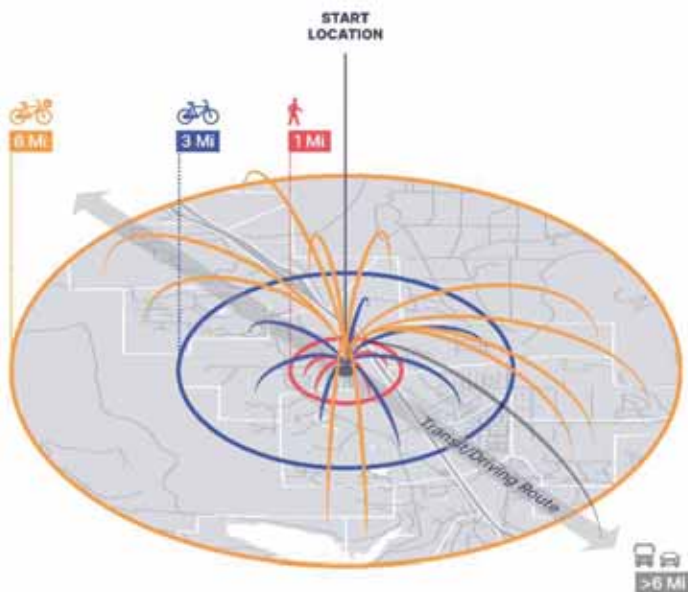 START
LOCATION
6 Mi
3 Mi
1 Mi
Transit/Driving Route
>6 Mi